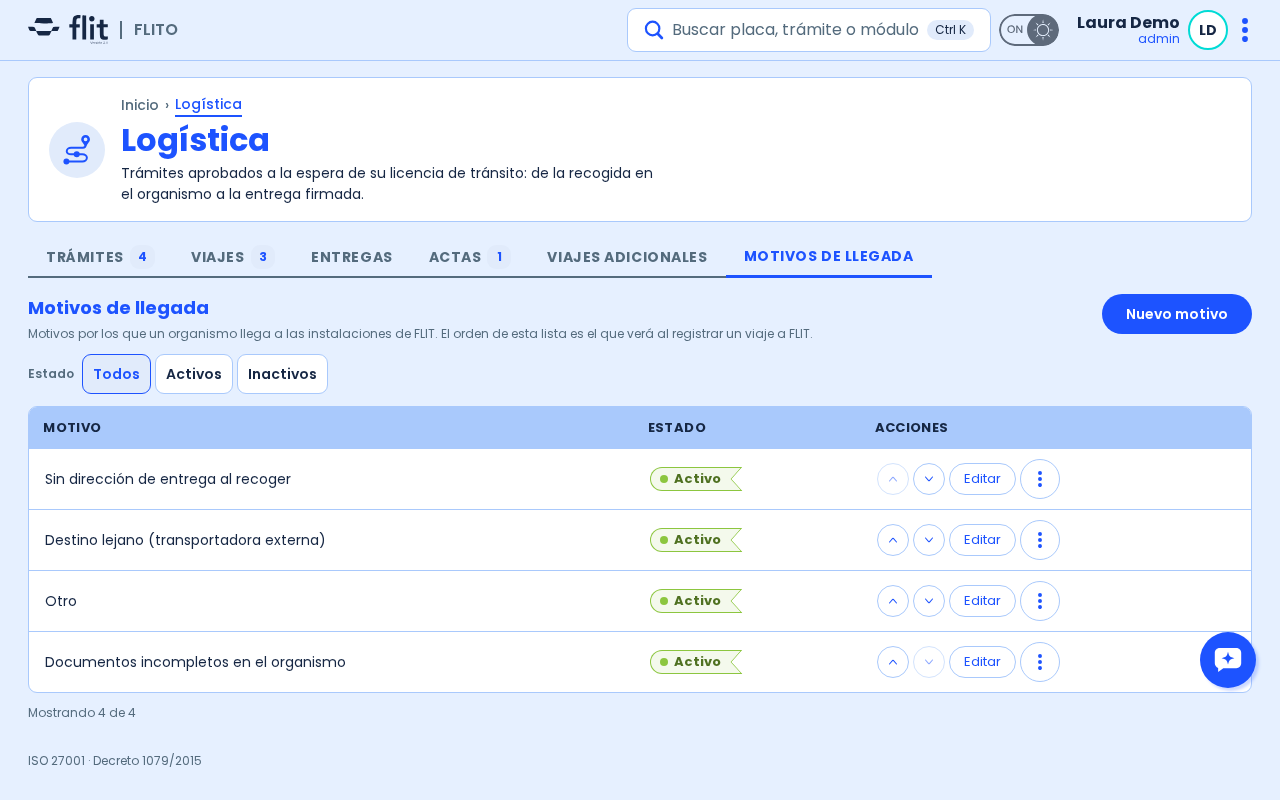 flit
FLITO
Buscar placa, trámite o módulo
Ctrl K
ON
Laura Demo
admin
LD
Inicio › Logística
Logística
Trámites aprobados a la espera de su licencia de tránsito: de la recogida en
el organismo a la entrega firmada.
TRÁMITES 4
VIAJES 3
ENTREGAS
ACTAS 1
VIAJES ADICIONALES
MOTIVOS DE LLEGADA
Motivos de llegada
Motivos por los que un organismo llega a las instalaciones de FLIT. El orden de esta lista es el que verá al registrar un viaje a FLIT.
Nuevo motivo
Estado
Todos
Activos
Inactivos
MOTIVO
ESTADO
ACCIONES
Sin dirección de entrega al recoger
Activo
Editar
Destino lejano (transportadora externa)
Activo
Editar
Otro
Activo
Editar
Documentos incompletos en el organismo
Activo
Editar
Mostrando 4 de 4
ISO 27001 · Decreto 1079/2015